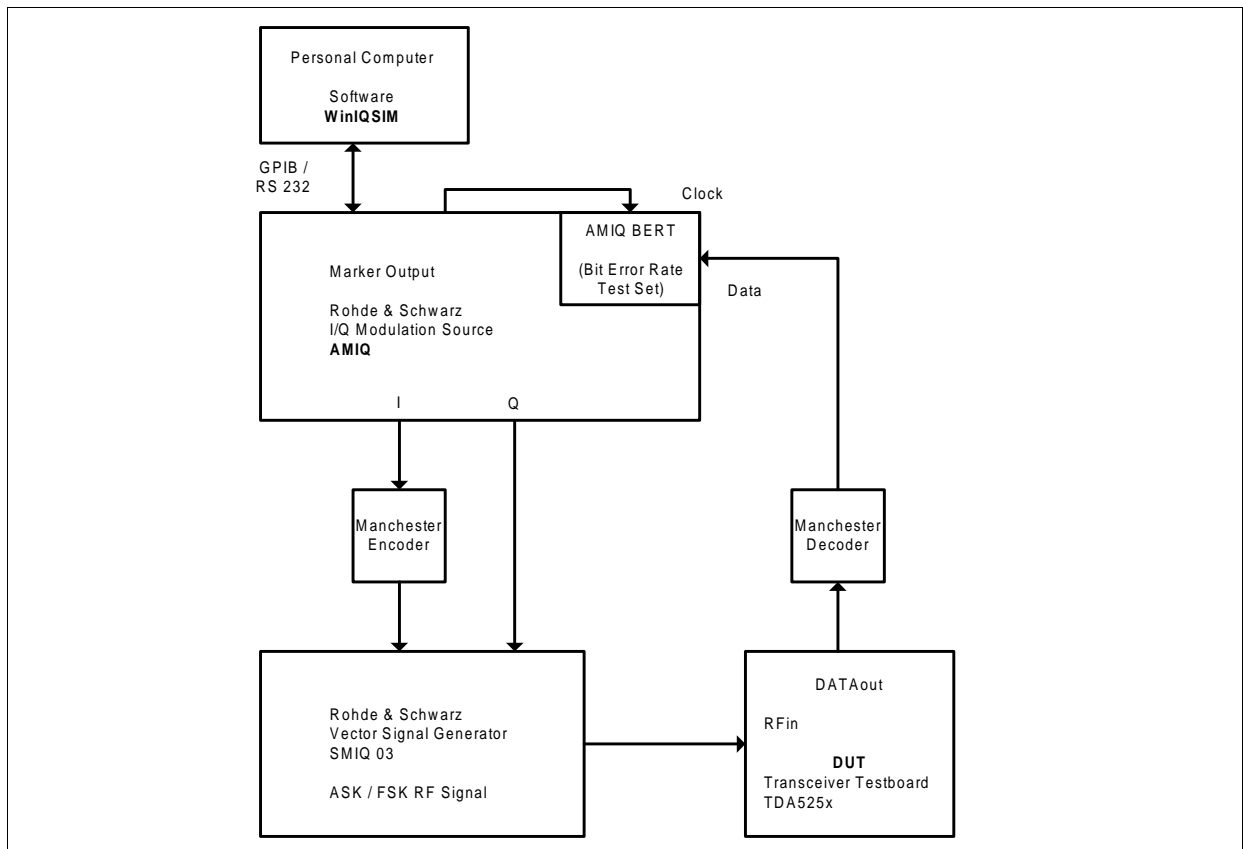 Personal Computer
Software
WinIQSIM
GPIB /
RS 232
Clock
AMIQ BERT
(Bit Error Rate
Test Set)
Data
Marker Output
Rohde & Schwarz
I/Q Modulation Source
AMIQ
I
Q
Manchester
Encoder
Manchester
Decoder
Rohde & Schwarz
Vector Signal Generator
SMIQ 03
ASK / FSK RF Signal
DATAout
RFin
DUT
Transceiver Testboard
TDA525x